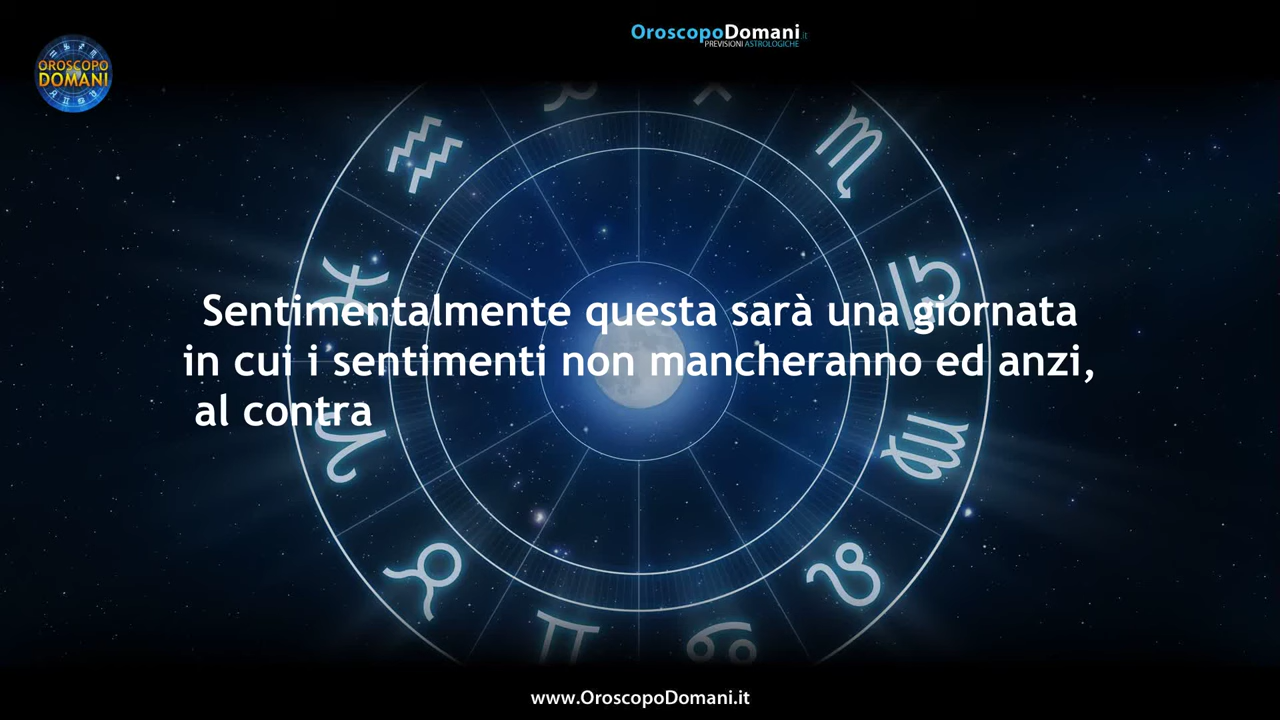 OroscopoDomani.it
PREVISIONI ASTROLOGICHE
OROSCOPO
DOMANI
Sentimentalmente questa sarà una giornata
in cui i sentimenti non mancheranno ed anzi,
al contra
www.OroscopoDomani.it